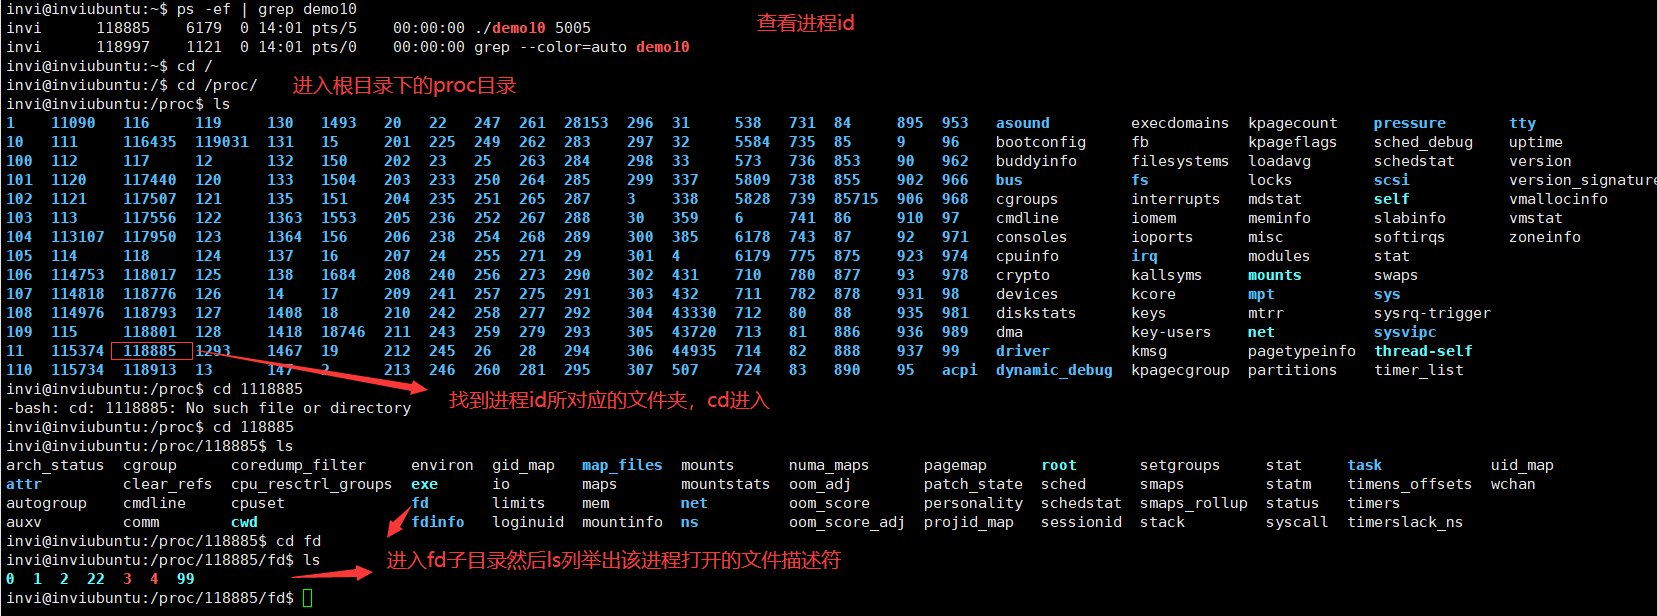 invi@inviubuntu:~$ ps -ef | grep demo10
invi      118885    6179  0 14:01 pts/5    00:00:00 ./demo10 5005
查看进程id
invi      118997    1121  0 14:01 pts/0    00:00:00 grep --color=auto demo10
invi@inviubuntu:~$ cd /
invi@inviubuntu:/$ cd /proc/
进入根目录下的proc目录
invi@inviubuntu:/proc$ ls
1 11090 116 119 130 1493 20 22 247 261 28153 296 31 538 731 84 895 953 asound execdomains kpagecount pressure tty
10 111 116435 119031 131 15 201 225 249 262 283 297 32 5584 735 85 9 96 bootconfig fb kpageflags sched_debug uptime
100 112 117 12 132 150 202 23 25 263 284 298 33 573 736 853 90 962 buddyinfo filesystems loadavg schedstat version
101 1120 117440 120 133 1504 203 233 250 264 285 299 337 5809 738 855 902 966 bus fs locks scsi version_signature
102 1121 117507 121 135 151 204 235 251 265 287 3 338 5828 739 85715 906 968 cgroups interrupts mdstat self vmallocinfo
103 113 117556 122 1363 1553 205 236 252 267 288 30 359 6 741 86 910 97 cmdline iomem meminfo slabinfo vmstat
104 113107 117950 123 1364 156 206 238 254 268 289 300 385 6178 743 87 92 971 consoles ioports misc softirqs zoneinfo
105 114 118 124 137 16 207 24 255 271 29 301 4 6179 775 875 923 974 cpuinfo irq modules stat
106 114753 118017 125 138 1684 208 240 256 273 290 302 431 710 780 877 93 978 crypto kallsyms mounts swaps
107 114818 118776 126 14 17 209 241 257 275 291 303 432 711 782 878 931 98 devices kcore mpt sys
108 114976 118793 127 1408 18 210 242 258 277 292 304 43330 712 80 88 935 981 diskstats keys mtrr sysrq-trigger
109 115 118801 128 1418 18746 211 243 259 279 293 305 43720 713 81 886 936 989 dma key-users net sysvipc
11 115374 118885 1293 1467 19 212 245 26 28 294 306 44935 714 82 888 937 99 driver kmsg pagetypeinfo thread-self
110 115734 118913 13 147 2 213 246 260 281 295 307 507 724 83 890 95 acpi dynamic_debug kpagecgroup partitions timer_list
invi@inviubuntu:/proc$ cd 1118885
-bash: cd: 1118885: No such file or directory
找到进程id所对应的文件夹，cd进入
invi@inviubuntu:/proc$ cd 118885
invi@inviubuntu:/proc/118885$ ls
arch_status cgroup coredump_filter environ gid_map map_files mounts numa_maps pagemap root setgroups stat task uid_map
attr clear_refs cpu_resctrl_groups exe io maps mountstats oom_adj patch_state sched smaps statm timens_offsets wchan
autogroup cmdline cpuset fd limits mem net oom_score personality schedstat smaps_rollup status timers
auxv comm cwd fdinfo loginuid mountinfo ns oom_score_adj projid_map sessionid stack syscall timerslack_ns
invi@inviubuntu:/proc/118885$ cd fd
invi@inviubuntu:/proc/118885/fd$ ls
进入fd子目录然后ls列举出该进程打开的文件描述符
0 1 2 22 3 4 99
invi@inviubuntu:/proc/118885/fd$